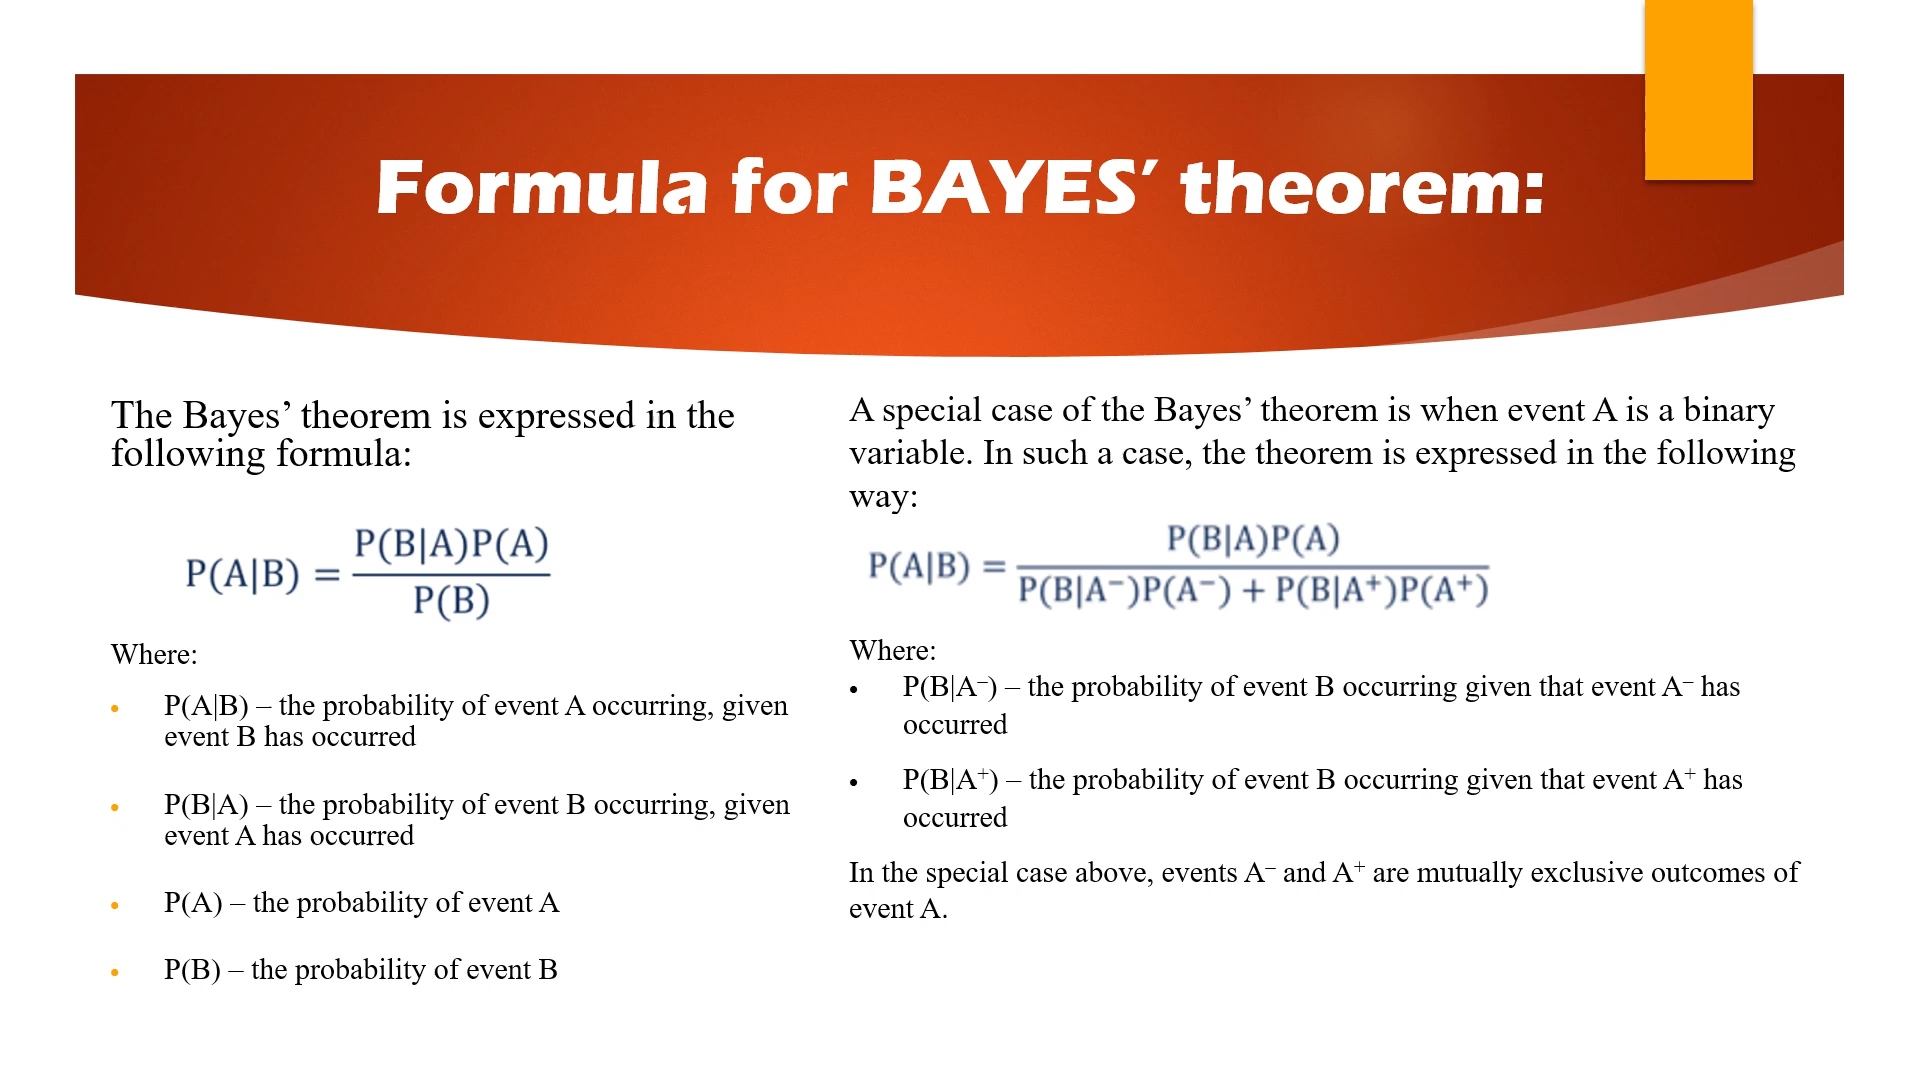 Formula for BAYES’ theorem:
The Bayes’ theorem is expressed in the
following formula:
P(A|B) = P(B|A)P(A) / P(B)
Where:
• P(A|B) – the probability of event A occurring, given
event B has occurred
• P(B|A) – the probability of event B occurring, given
event A has occurred
• P(A) – the probability of event A
• P(B) – the probability of event B
A special case of the Bayes’ theorem is when event A is a binary
variable. In such a case, the theorem is expressed in the following
way:
P(A|B) = P(B|A)P(A) / P(B|A⁻)P(A⁻) + P(B|A⁺)P(A⁺)
Where:
• P(B|A⁻) – the probability of event B occurring given that event A⁻ has
occurred
• P(B|A⁺) – the probability of event B occurring given that event A⁺ has
occurred
In the special case above, events A⁻ and A⁺ are mutually exclusive outcomes of
event A.